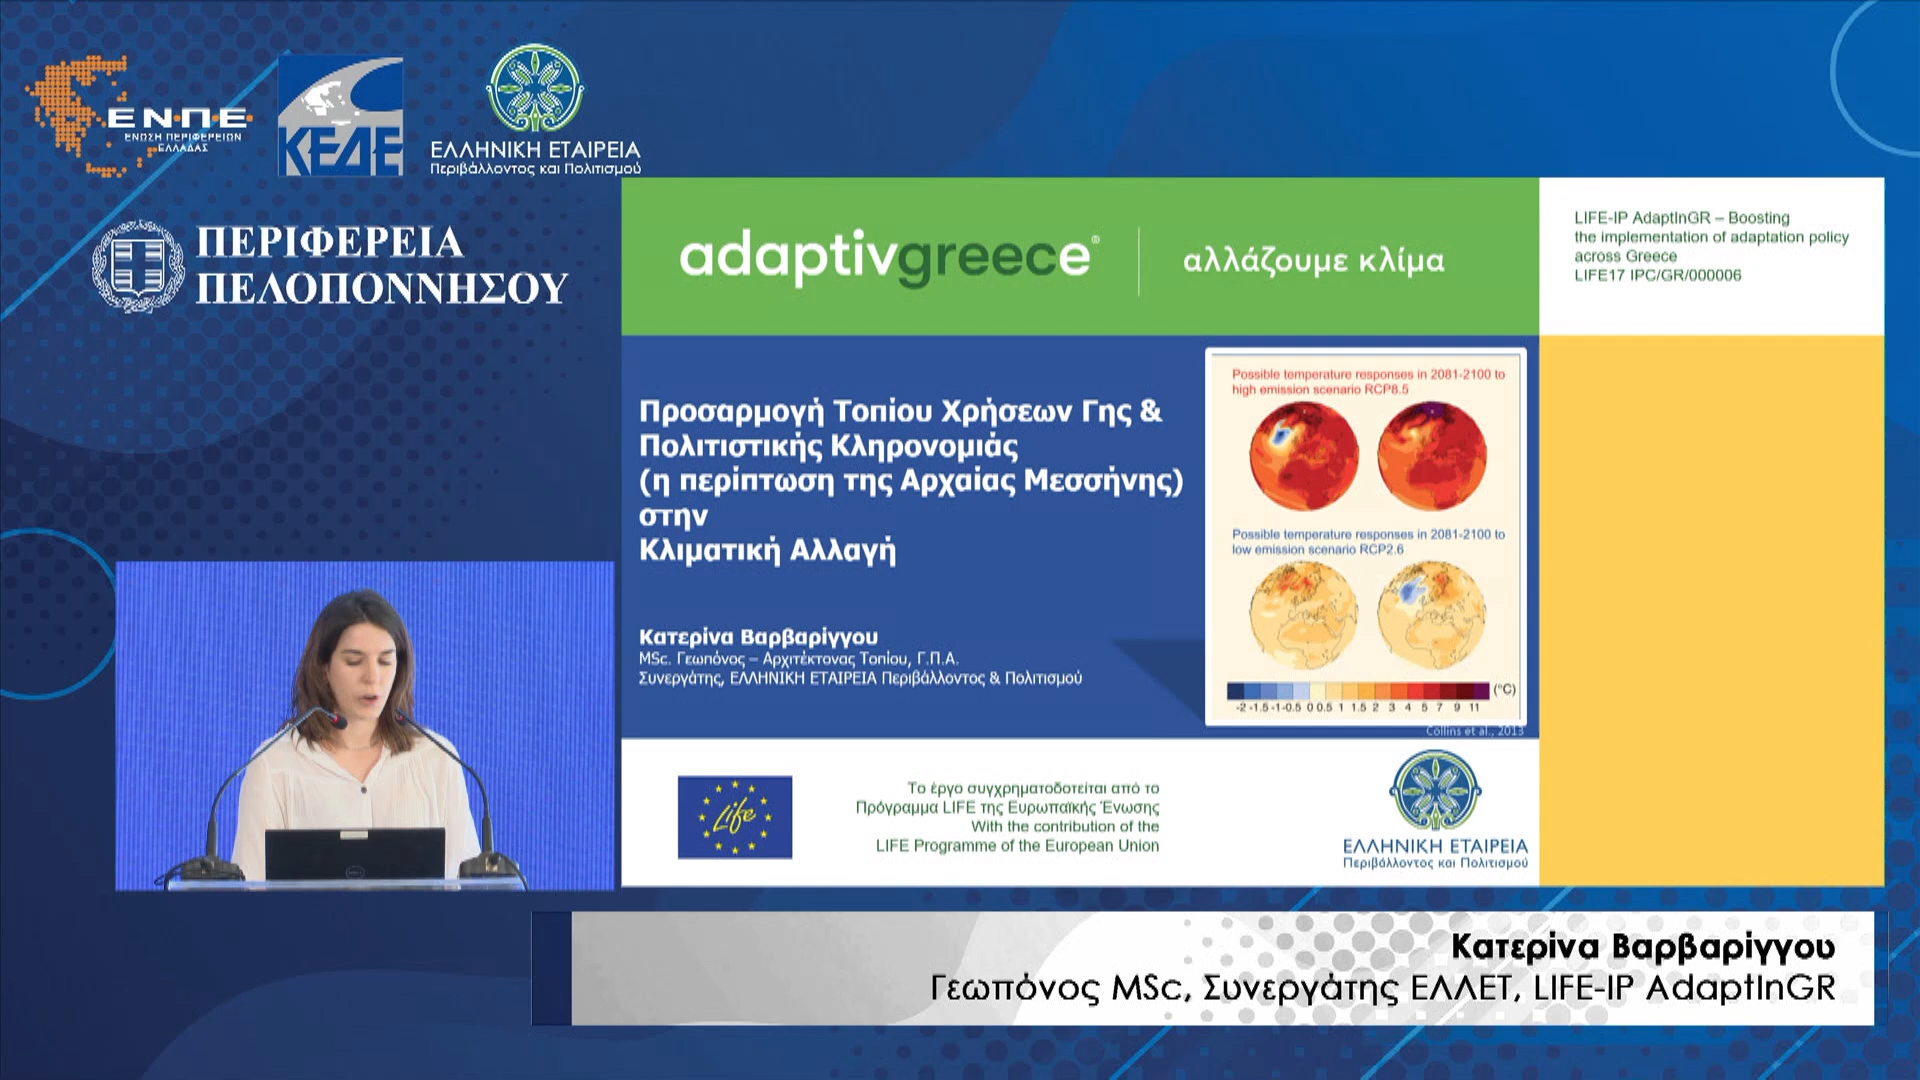 ΕΝΠΕ
ΕΝΩΣΗ ΠΕΡΙΦΕΡΕΙΩΝ
ΕΛΛΑΔΑΣ
ΚΕΔΕ
ΕΛΛΗΝΙΚΗ ΕΤΑΙΡΕΙΑ
Περιβάλλοντος και Πολιτισμού
ΠΕΡΙΦΕΡΕΙΑ
ΠΕΛΟΠΟΝΝΗΣΟΥ
adaptivgreece®
αλλάζουμε κλίμα
LIFE-IP AdaptInGR – Boosting
the implementation of adaptation policy
across Greece
LIFE17 IPC/GR/000006
Προσαρμογή Τοπίου Χρήσεων Γης &
Πολιτιστικής Κληρονομιάς
(η περίπτωση της Αρχαίας Μεσσήνης)
στην
Κλιματική Αλλαγή
Κατερίνα Βαρβαρίγγου
MSc. Γεωπόνος – Αρχιτέκτονας Τοπίου, Γ.Π.Α.
Συνεργάτης, ΕΛΛΗΝΙΚΗ ΕΤΑΙΡΕΙΑ Περιβάλλοντος & Πολιτισμού
Possible temperature responses in 2081-2100 to
high emission scenario RCP8.5
Possible temperature responses in 2081-2100 to
low emission scenario RCP2.6
(°C)
-2 -1.5 -1 -0.5 0 0.5 1 1.5 2 3 4 5 7 9 11
Collins et al., 2013
Life
Το έργο συγχρηματοδοτείται από το
Πρόγραμμα LIFE της Ευρωπαϊκής Ένωσης
With the contribution of the
LIFE Programme of the European Union
ΕΛΛΗΝΙΚΗ ΕΤΑΙΡΕΙΑ
Περιβάλλοντος και Πολιτισμού
Κατερίνα Βαρβαρίγγου
Γεωπόνος MSc, Συνεργάτης ΕΛΛΕΤ, LIFE-IP AdaptInGR